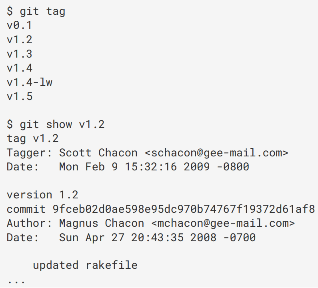 $ git tag
v0.1
v1.2
v1.3
v1.4
v1.4-lw
v1.5
$ git show v1.2
tag v1.2
Tagger: Scott Chacon <schacon@gee-mail.com>
Date:   Mon Feb 9 15:32:16 2009 -0800
version 1.2
commit 9fceb02d0ae598e95dc970b74767f19372d61af8
Author: Magnus Chacon <mchacon@gee-mail.com>
Date:   Sun Apr 27 20:43:35 2008 -0700
    updated rakefile
...